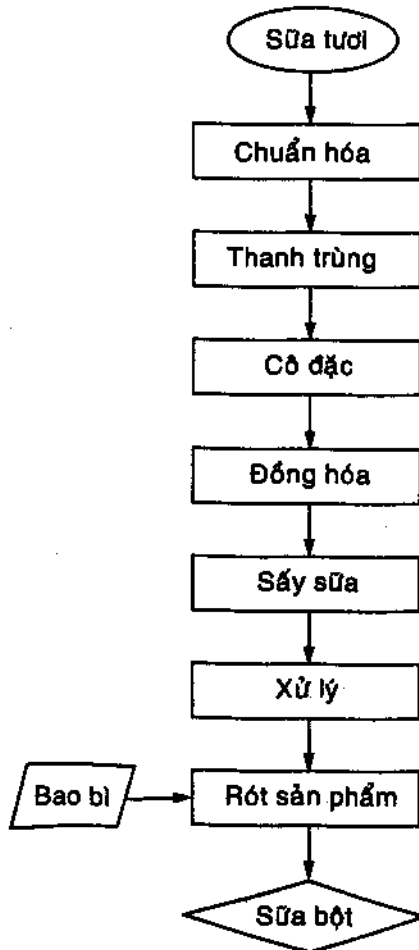 Sữa tươi
Chuẩn hóa
Thanh trùng
Cô đặc
Đồng hóa
Sấy sữa
Xử lý
Bao bì
Rót sản phẩm
Sữa bột